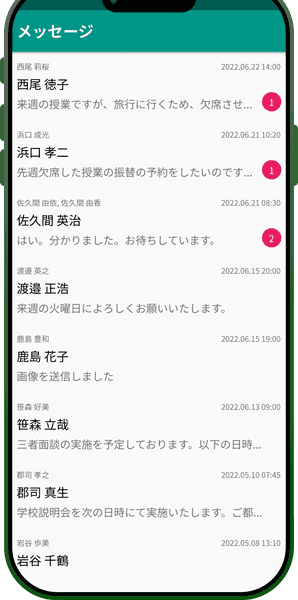 メッセージ
西尾 莉桜 2022.06.22 14:00
西尾 徳子
来週の授業ですが、旅行に行くため、欠席させ... 1
浜口 成光 2022.06.21 10:20
浜口 孝二
先週欠席した授業の振替の予約をしたいのです... 1
佐久間 由依, 佐久間 由香 2022.06.21 08:30
佐久間 英治
はい。分かりました。お待ちしています。 2
渡邉 英之 2022.06.15 20:00
渡邉 正浩
来週の火曜日によろしくお願いいたします。
鹿島 豊和 2022.06.15 19:00
鹿島 花子
画像を送信しました
笹森 好美 2022.06.13 09:00
笹森 立哉
三者面談の実施を予定しております。以下の日時...
郡司 孝之 2022.05.10 07:45
郡司 真生
学校説明会を次の日時にて実施いたします。ご都...
岩谷 歩美 2022.05.08 13:10
岩谷 千鶴